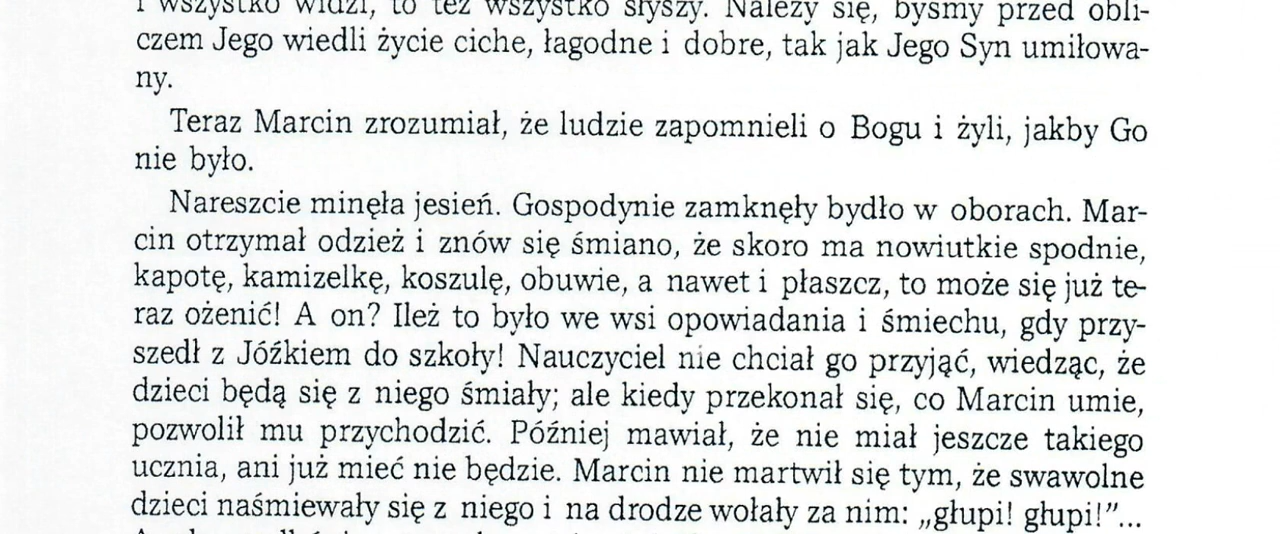 i wszystko widzi, to też wszystko słyszy. Należy się, byśmy przed obli-
czem Jego wiedli życie ciche, łagodne i dobre, tak jak Jego Syn umiłowa-
ny.
Teraz Marcin zrozumiał, że ludzie zapomnieli o Bogu i żyli, jakby Go
nie było.
Nareszcie minęła jesień. Gospodynie zamknęły bydło w oborach. Mar-
cin otrzymał odzież i znów się śmiano, że skoro ma nowiutkie spodnie,
kapotę, kamizelkę, koszulę, obuwie, a nawet i płaszcz, to może się już te-
raz ożenić! A on? Ileż to było we wsi opowiadania i śmiechu, gdy przy-
szedł z Jóźkiem do szkoły! Nauczyciel nie chciał go przyjąć, wiedząc, że
dzieci będą się z niego śmiały; ale kiedy przekonał się, co Marcin umie,
pozwolił mu przychodzić. Później mawiał, że nie miał jeszcze takiego
ucznia, ani już mieć nie będzie. Marcin nie martwił się tym, że swawolne
dzieci naśmiewały się z niego i na drodze wołały za nim: „głupi! głupi!”...